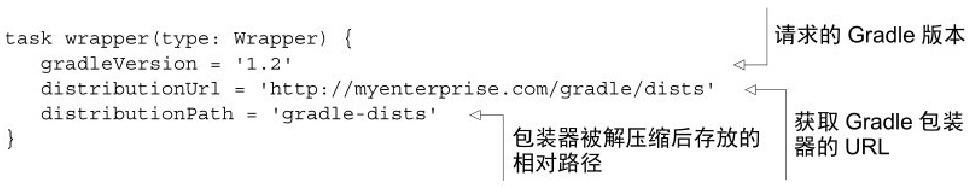 task wrapper(type: Wrapper) {
gradleVersion = '1.2'
distributionUrl = 'http://myenterprise.com/gradle/dists'
distributionPath = 'gradle-dists'
}
请求的 Gradle 版本
获取 Gradle 包装
器的 URL
包装器被解压缩后存放的
相对路径